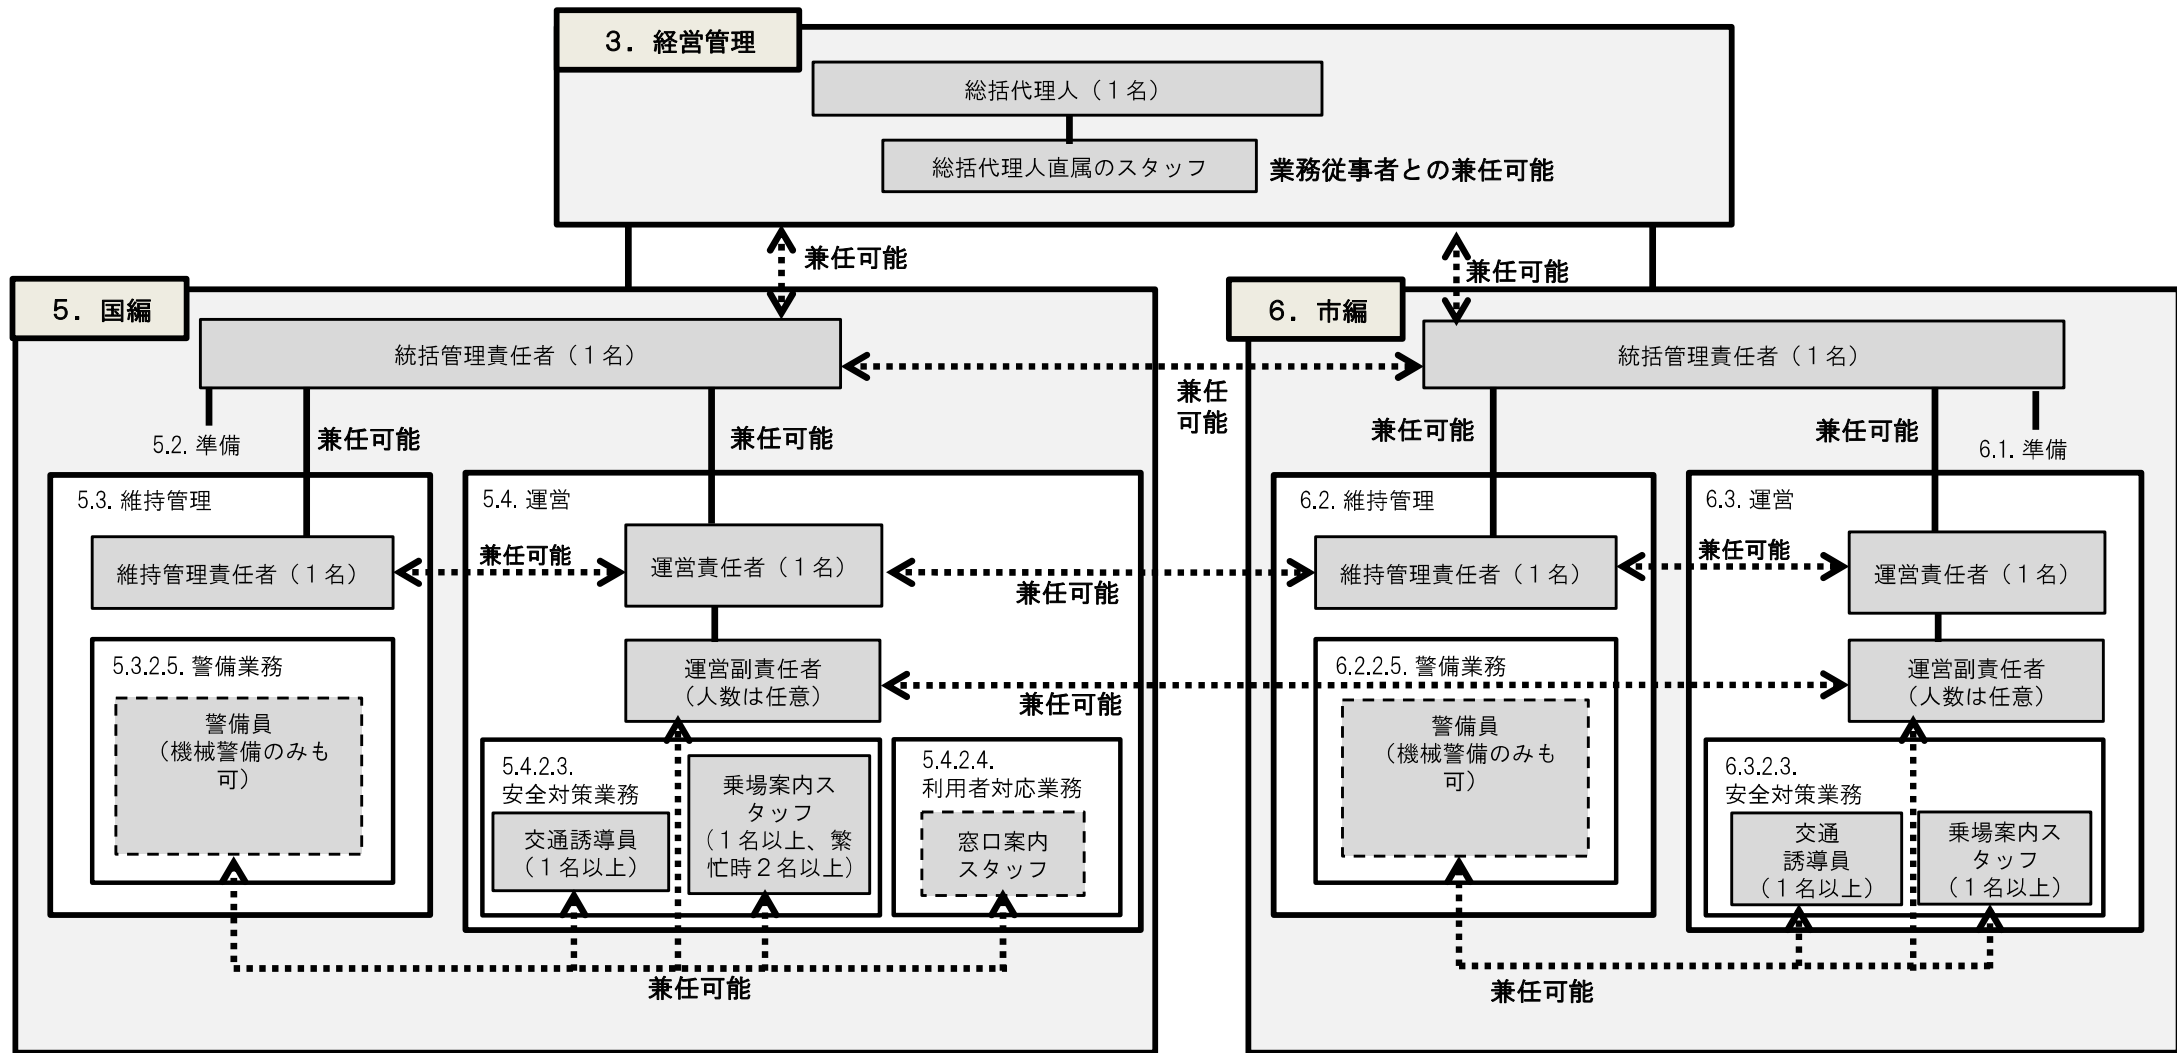 3．経営管理
総括代理人（１名）
総括代理人直属のスタッフ
業務従事者との兼任可能
兼任可能
兼任可能
5．国編
統括管理責任者（１名）
5.2. 準備
兼任可能
兼任可能
兼任
可能
5.3. 維持管理
維持管理責任者（１名）
兼任可能
5.3.2.5. 警備業務
警備員
（機械警備のみも
可）
5.4. 運営
運営責任者（１名）
兼任可能
運営副責任者
（人数は任意）
兼任可能
5.4.2.3.
安全対策業務
交通誘導員
（１名以上）
乗場案内ス
タッフ
（１名以上、繁
忙時２名以上）
5.4.2.4.
利用者対応業務
窓口案内
スタッフ
兼任可能
6．市編
統括管理責任者（１名）
兼任可能
兼任可能
6.1. 準備
6.2. 維持管理
維持管理責任者（１名）
兼任可能
6.2.2.5. 警備業務
警備員
（機械警備のみも
可）
6.3. 運営
運営責任者（１名）
運営副責任者
（人数は任意）
6.3.2.3.
安全対策業務
交通
誘導員
（１名以上）
乗場案内ス
タッフ
（１名以上）
兼任可能